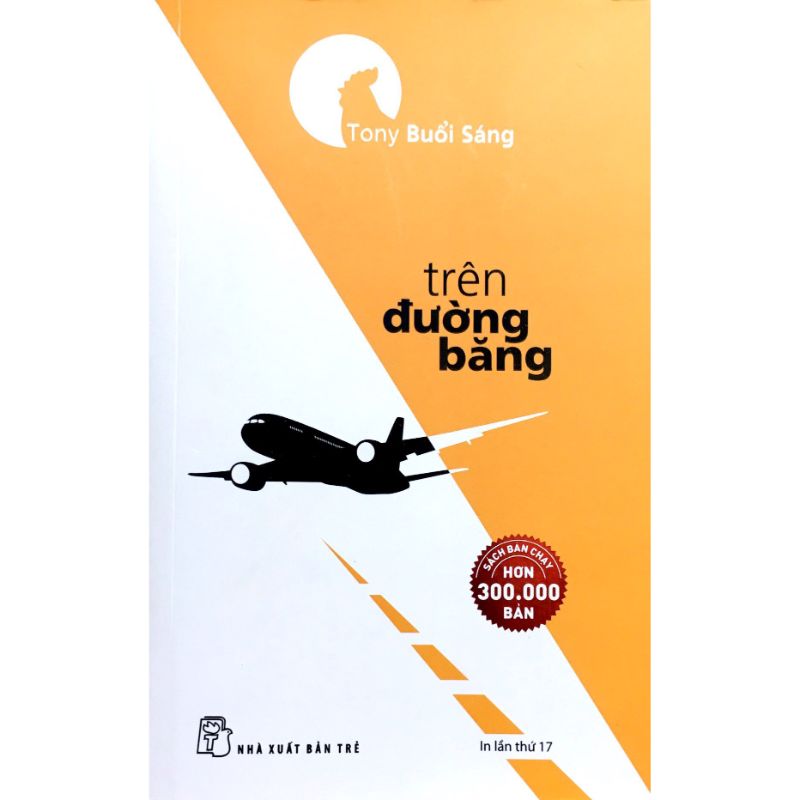 Tony Buổi Sáng
trên
đường
băng
SÁCH BÁN CHẠY
HƠN
300.000
BẢN
NHÀ XUẤT BẢN TRẺ
In lần thứ 17